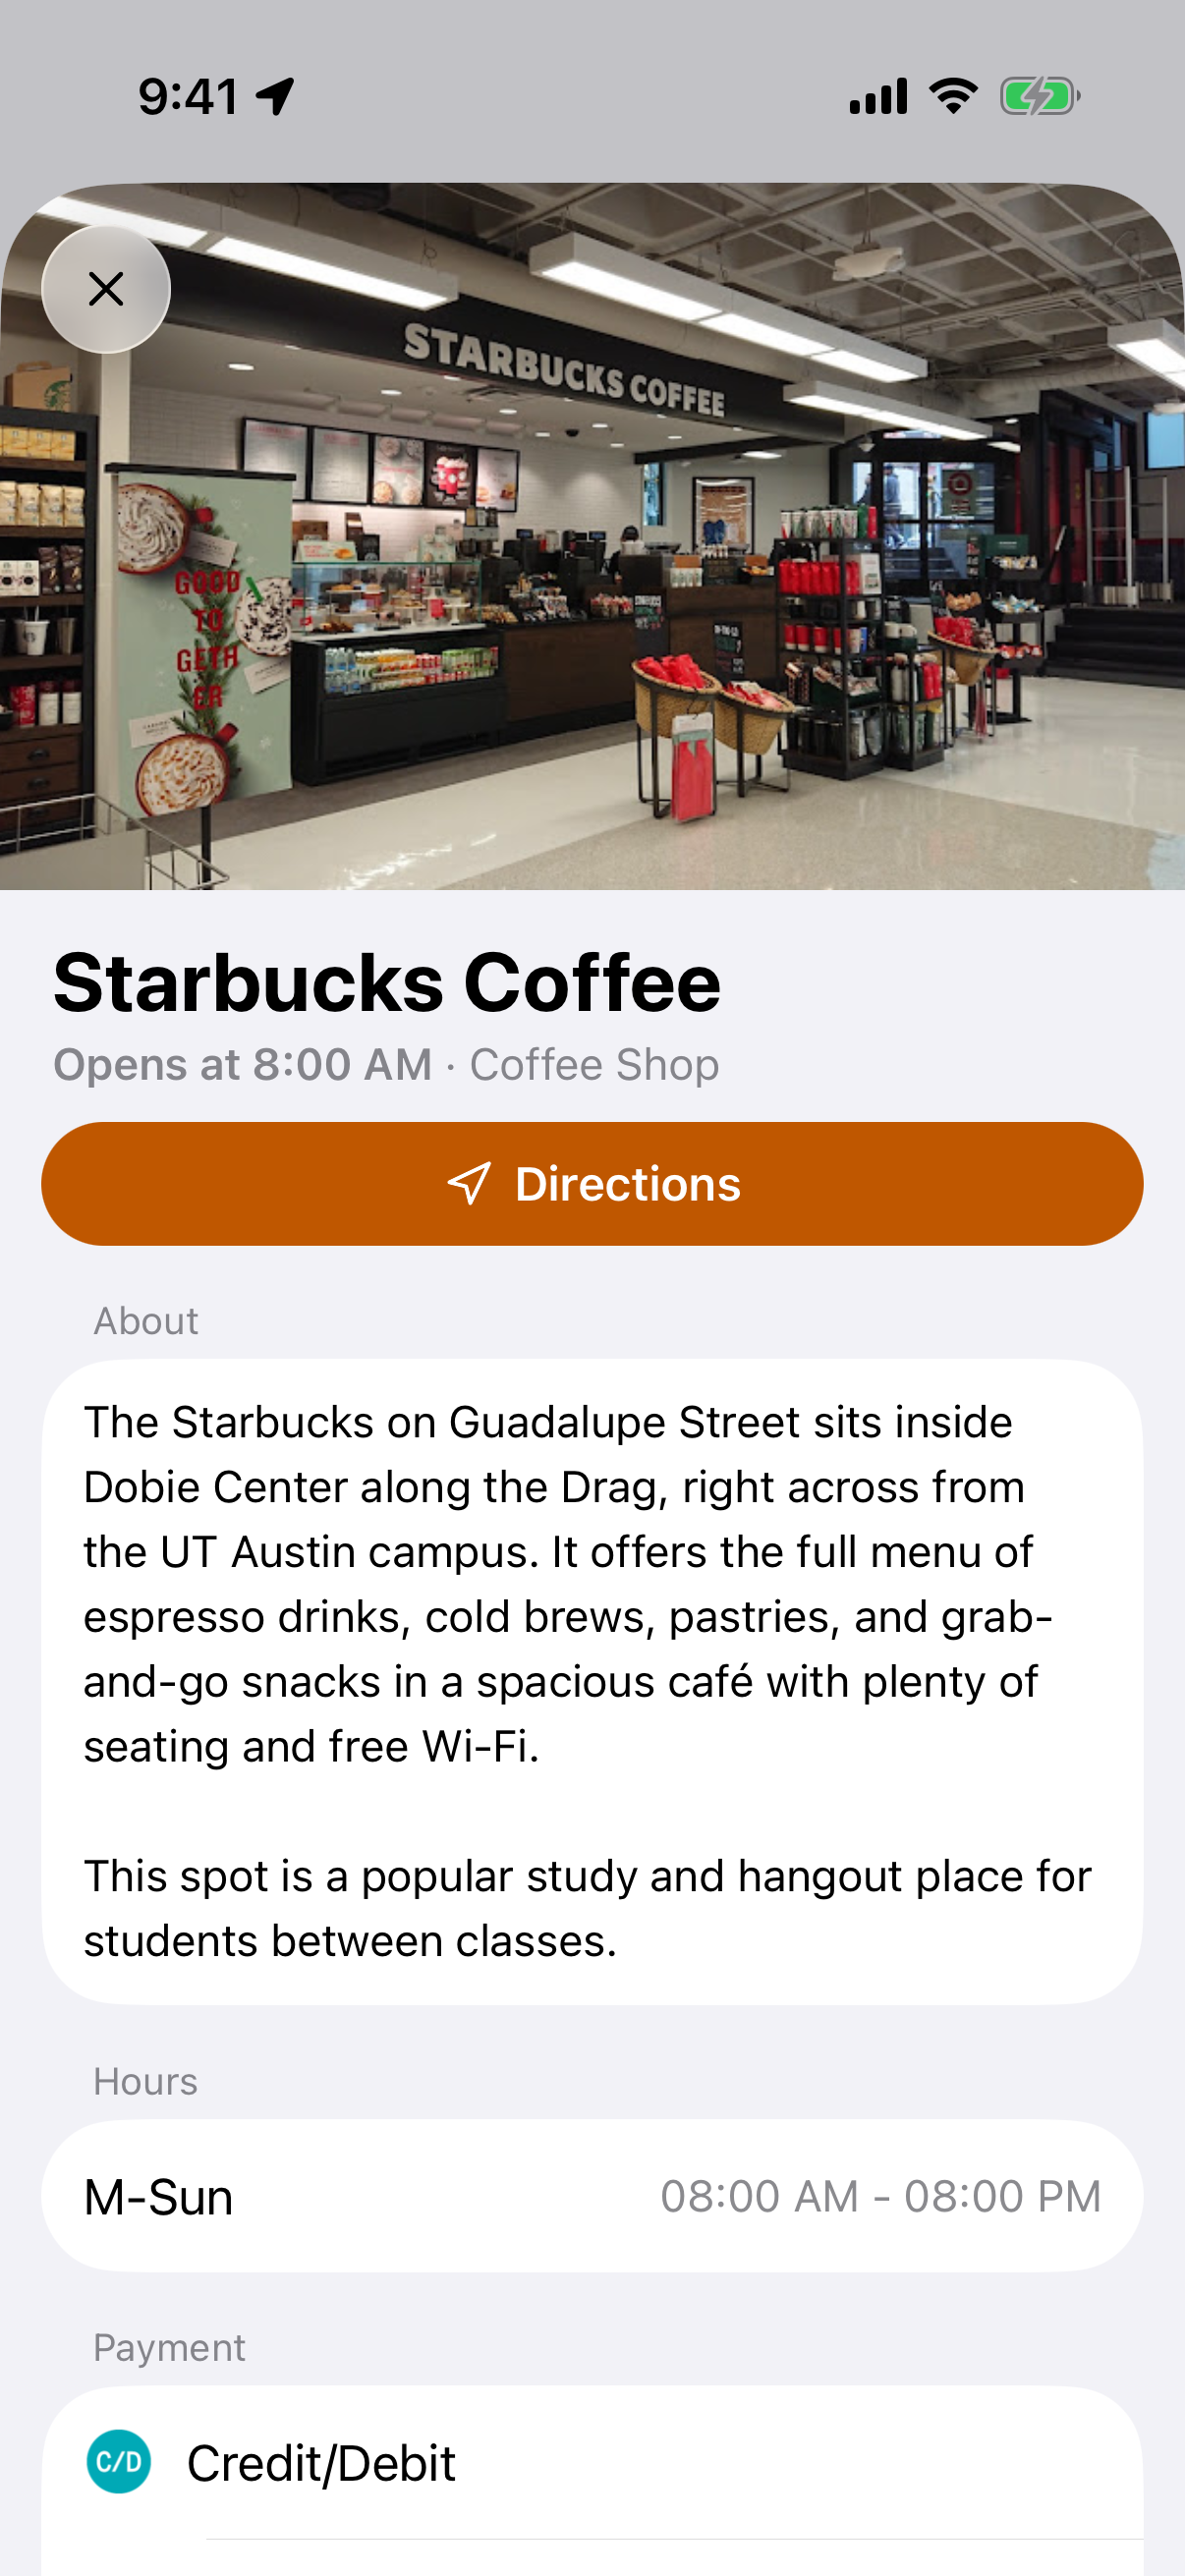 9:41
STARBUCKS COFFEE
GOOD
TO
GETH
ER
Starbucks Coffee
Opens at 8:00 AM · Coffee Shop
Directions
About
The Starbucks on Guadalupe Street sits inside
Dobie Center along the Drag, right across from
the UT Austin campus. It offers the full menu of
espresso drinks, cold brews, pastries, and grab-
and-go snacks in a spacious café with plenty of
seating and free Wi-Fi.
This spot is a popular study and hangout place for
students between classes.
Hours
M-Sun 08:00 AM - 08:00 PM
Payment
C/D Credit/Debit